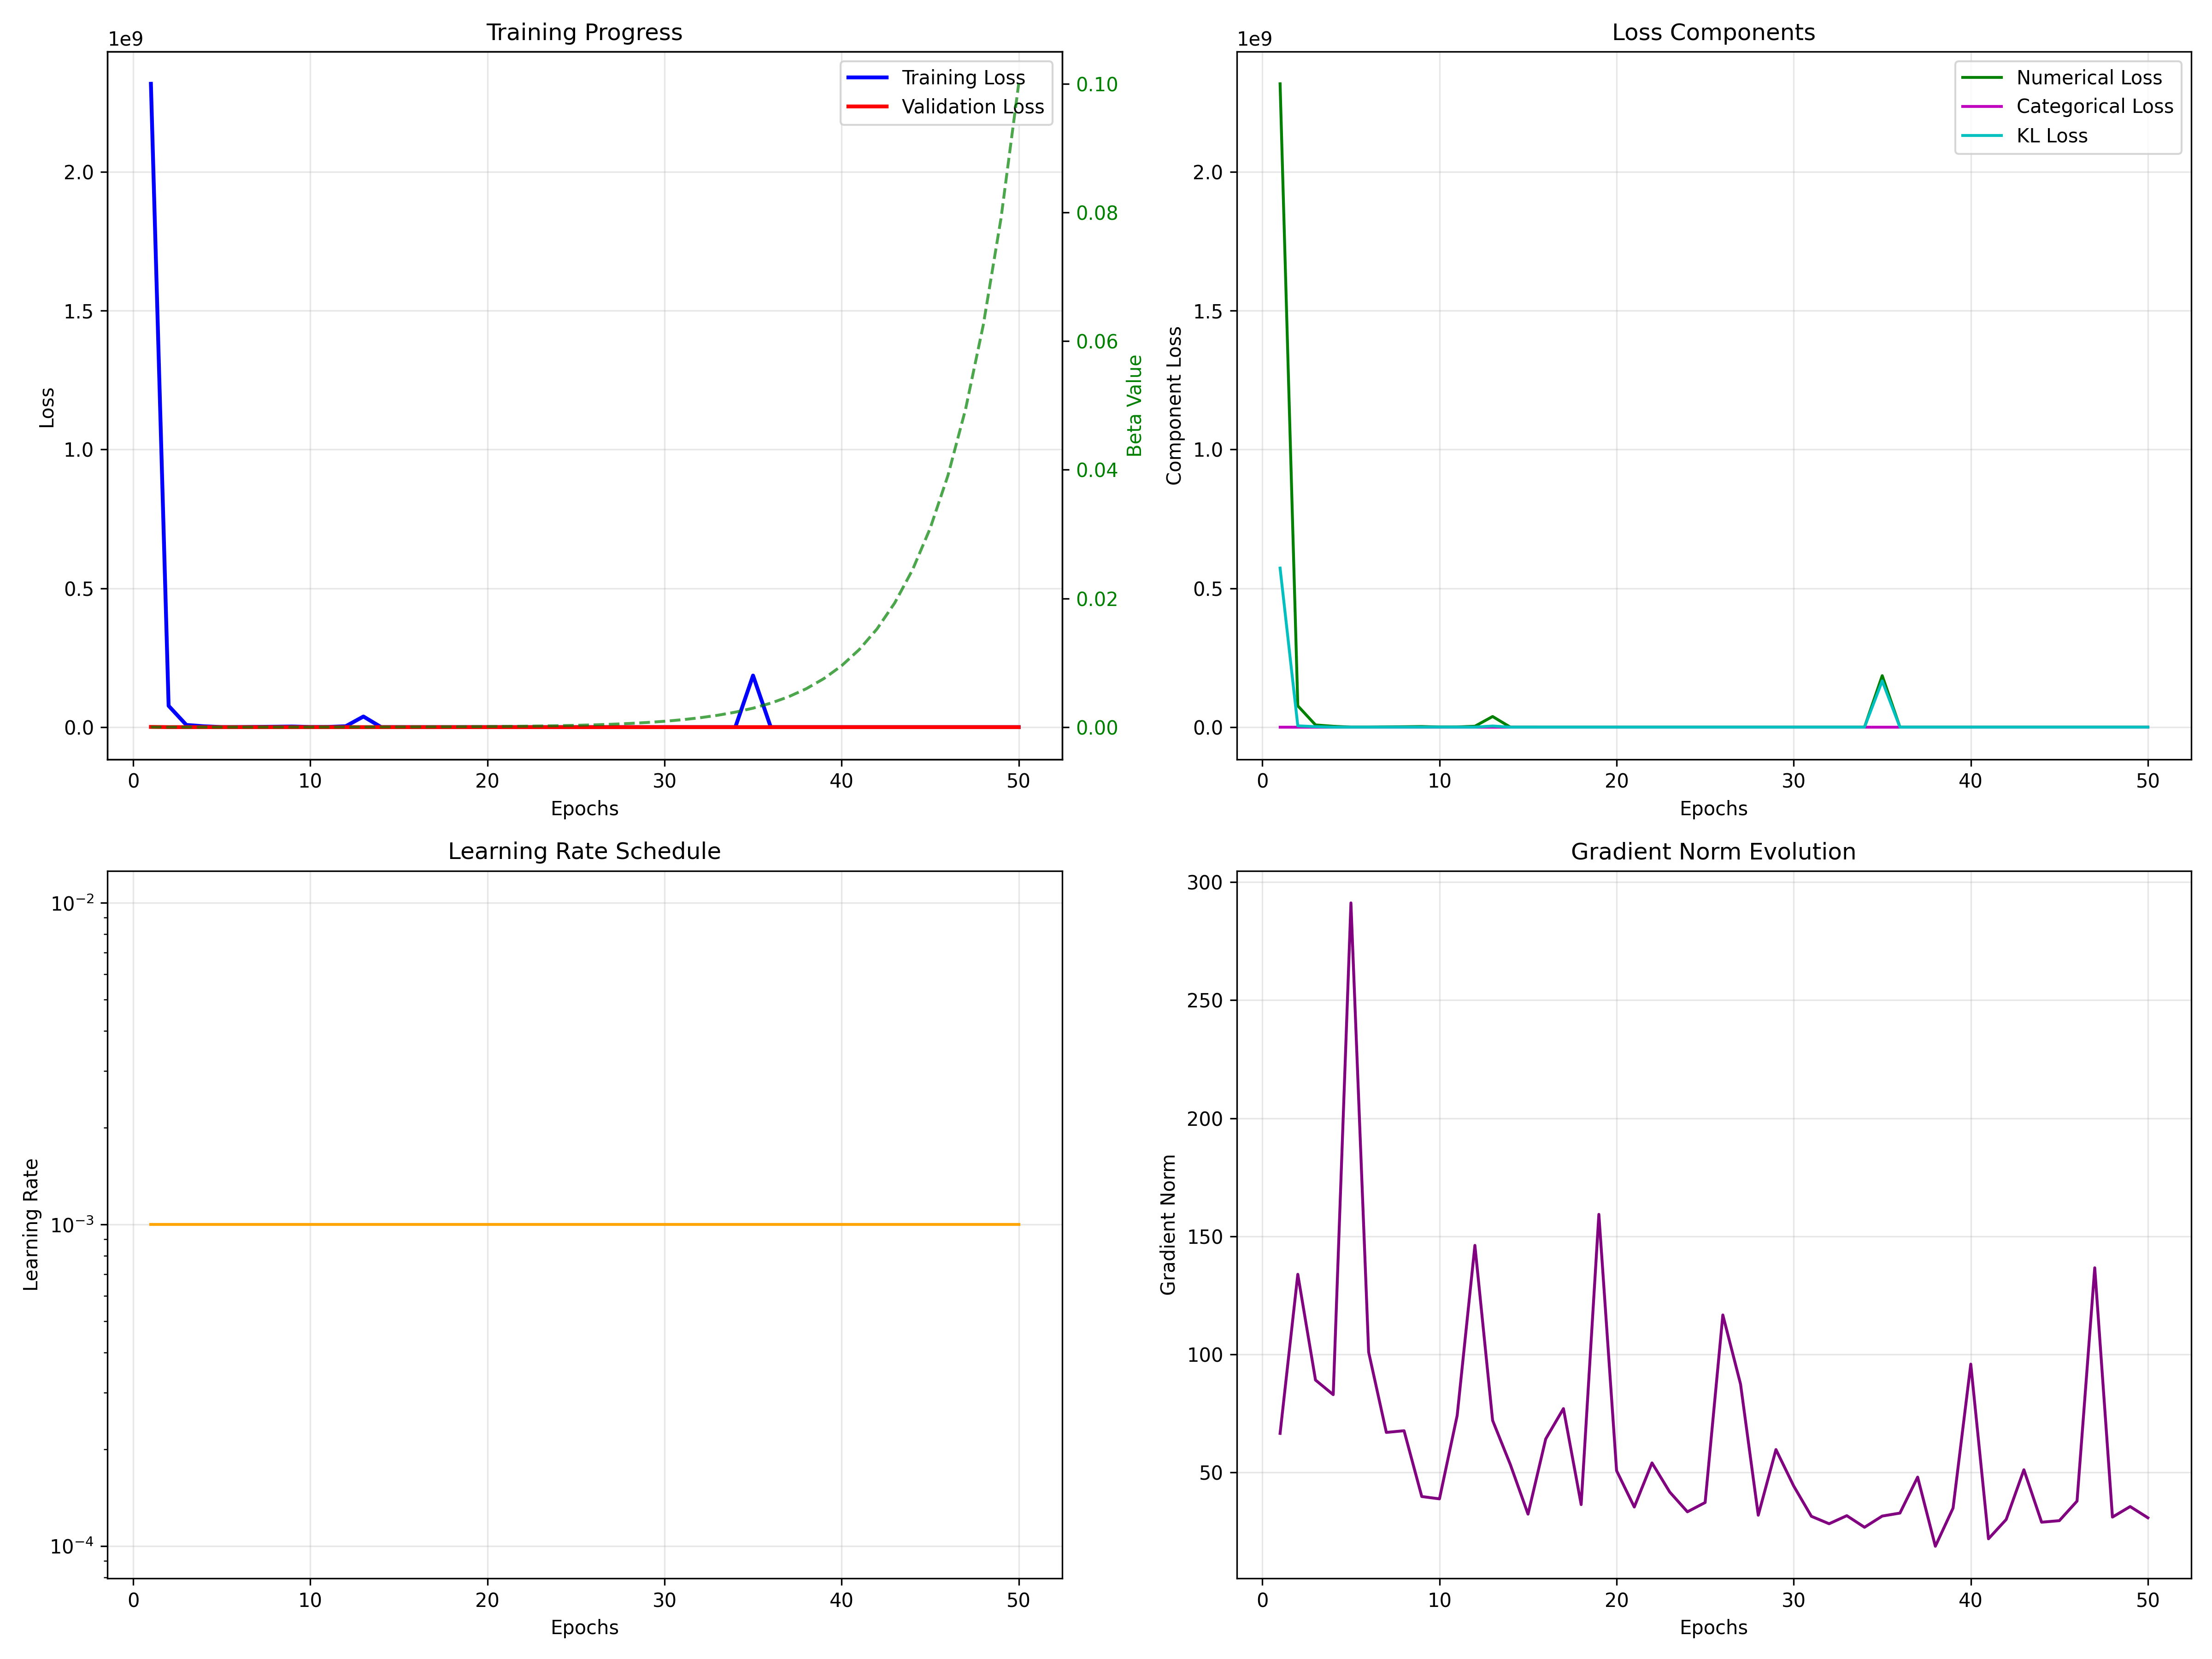 Training Progress
1e9
Training Loss
Validation Loss
2.0
1.5
1.0
0.5
0.0
Loss
0.10
0.08
0.06
0.04
0.02
0.00
Beta Value
0 10 20 30 40 50
Epochs
Loss Components
1e9
Numerical Loss
Categorical Loss
KL Loss
2.0
1.5
1.0
0.5
0.0
Component Loss
0 10 20 30 40 50
Epochs
Learning Rate Schedule
10⁻²
10⁻³
10⁻⁴
Learning Rate
0 10 20 30 40 50
Epochs
Gradient Norm Evolution
300
250
200
150
100
50
Gradient Norm
0 10 20 30 40 50
Epochs